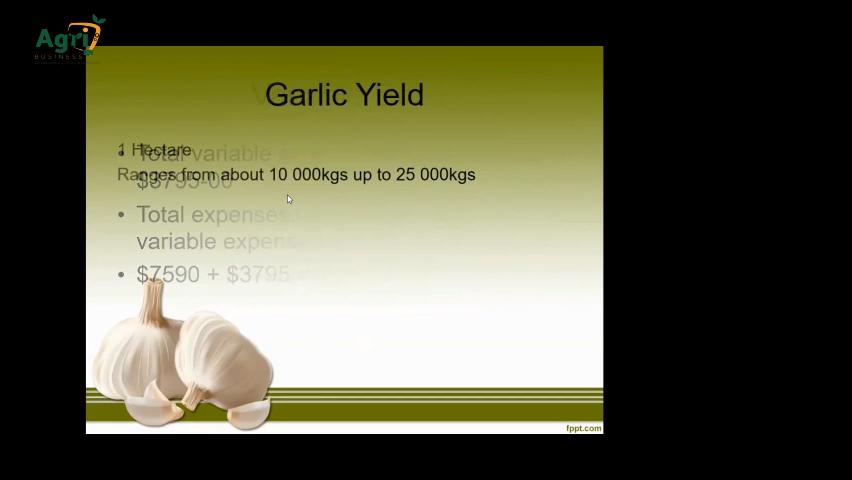 Agri
BUSINESS
Garlic Yield
1 Hectare
Ranges from about 10 000kgs up to 25 000kgs
• Total variable
$3795-00
• Total expenses
variable
• $7590 + $3795
fppt.com